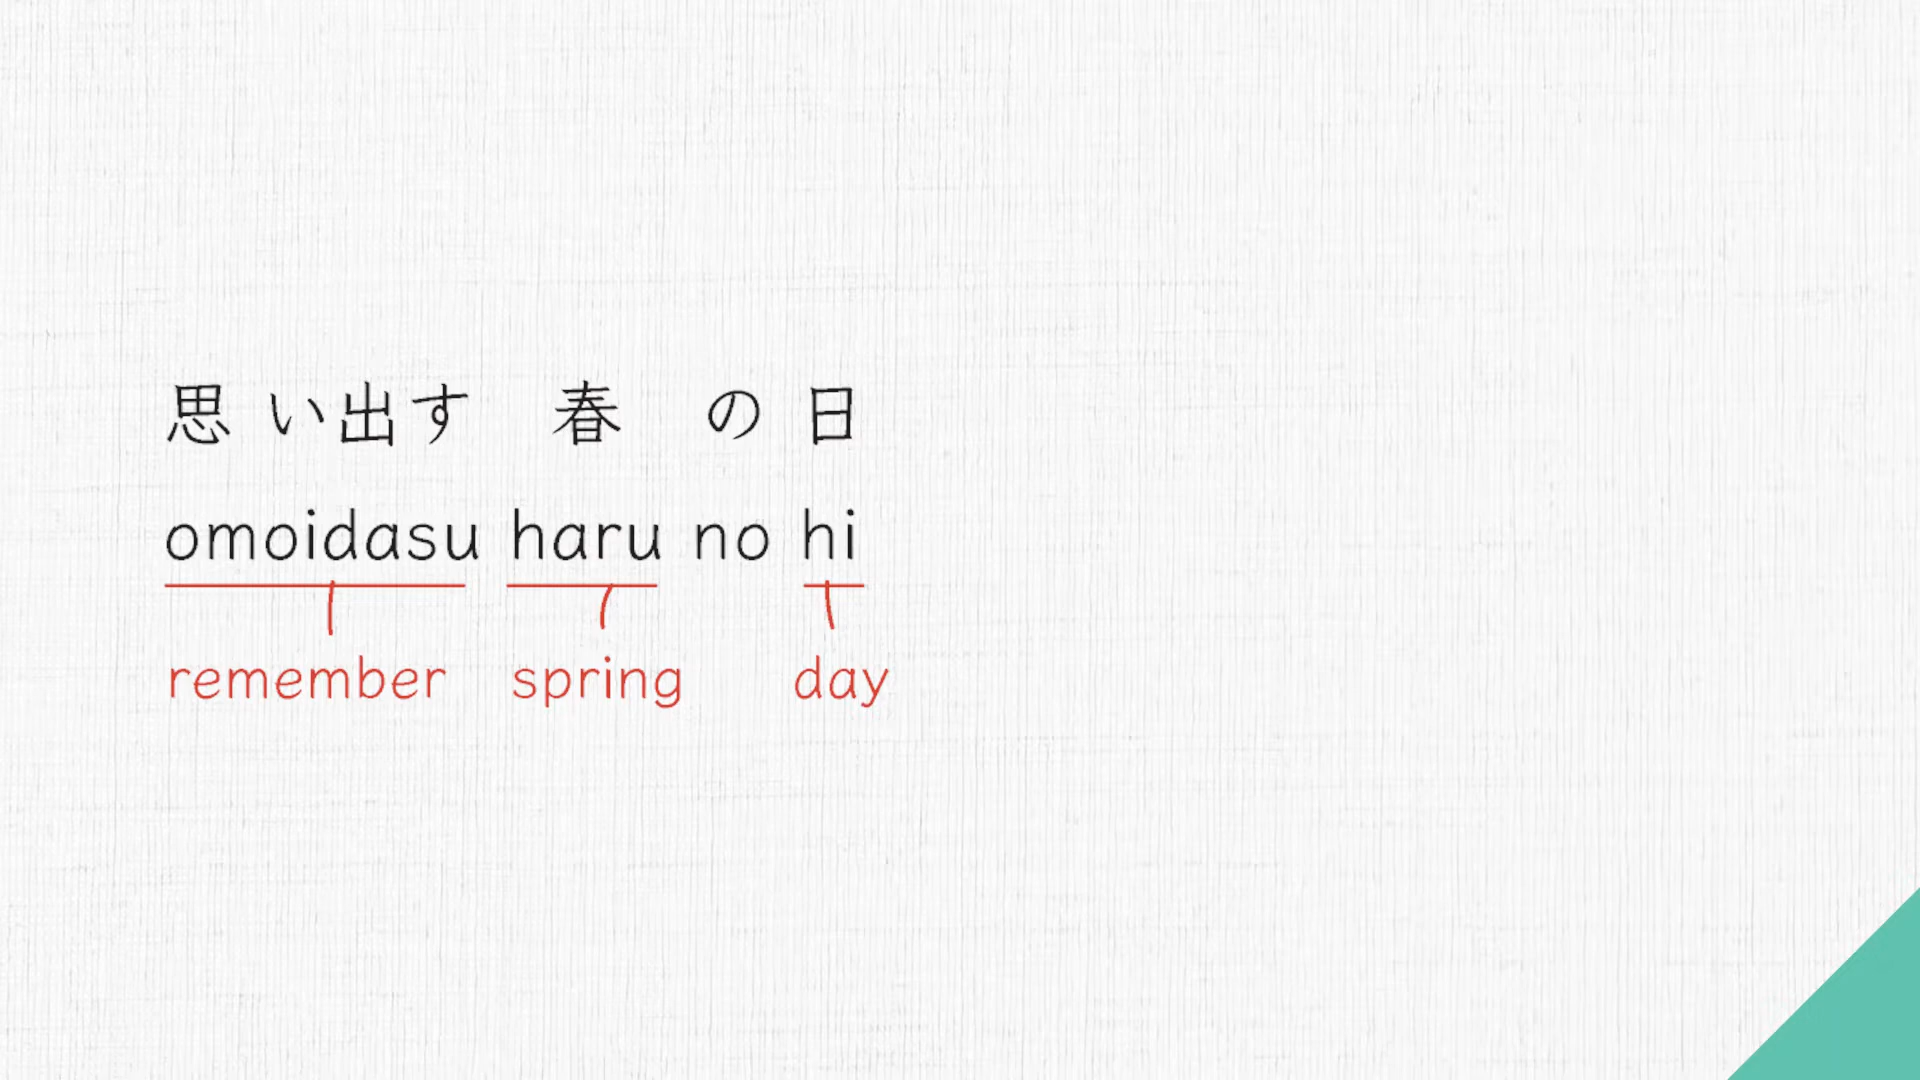 思い出す 春 の 日
omoidasu haru no hi
remember spring day